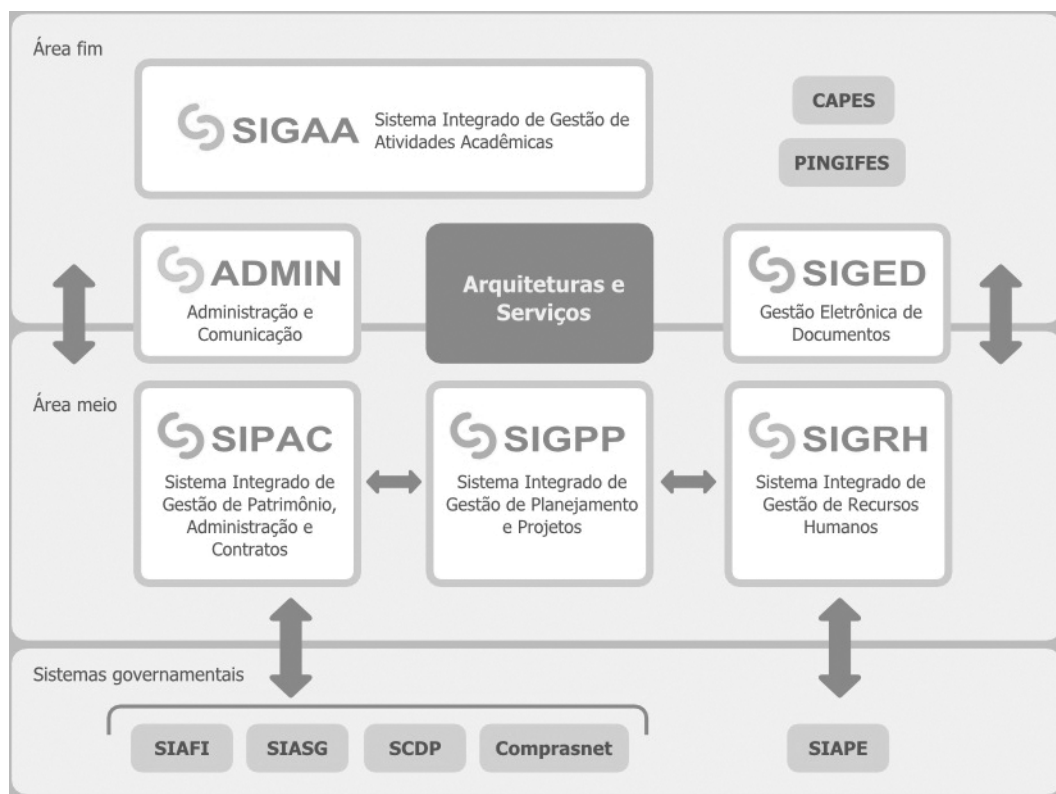 Área fim
SIGAA
Sistema Integrado de Gestão de
Atividades Acadêmicas
CAPES
PINGIFES
ADMIN
Administração e
Comunicação
Arquiteturas e
Serviços
SIGED
Gestão Eletrônica de
Documentos
Área meio
SIPAC
Sistema Integrado de
Gestão de Patrimônio,
Administração e
Contratos
SIGPP
Sistema Integrado de
Gestão de Planejamento
e Projetos
SIGRH
Sistema Integrado de
Gestão de Recursos
Humanos
Sistemas governamentais
SIAFI
SIASG
SCDP
Comprasnet
SIAPE